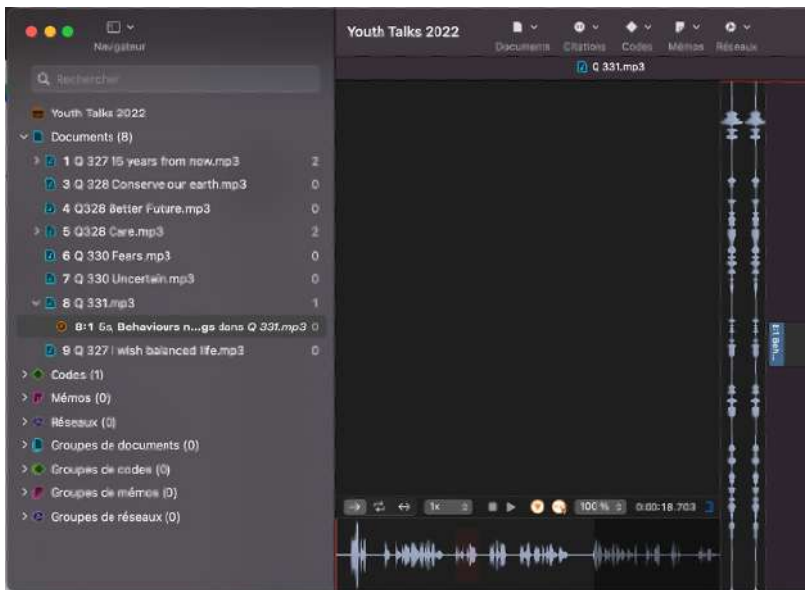 Navigateur
Youth Talks 2022
Documents
Citations
Codes
Mémos
Réseaux
Rechercher
Q 331.mp3
Youth Talks 2022
Documents (8)
1 Q 327 15 years from now.mp3 2
3 Q 328 Conserve our earth.mp3 0
4 Q328 Better Future.mp3 0
5 Q328 Care.mp3 2
6 Q 330 Fears.mp3 0
7 Q 330 Uncertain.mp3 0
8 Q 331.mp3 1
8:1 6s, Behaviours n...gs dans Q 331.mp3 0
9 Q 327 I wish balanced life.mp3 0
Codes (1)
Mémos (0)
Réseaux (0)
Groupes de documents (0)
Groupes de codes (0)
Groupes de mémos (0)
Groupes de réseaux (0)
8:1 Beh...
1x
100 %
0:00:18.703